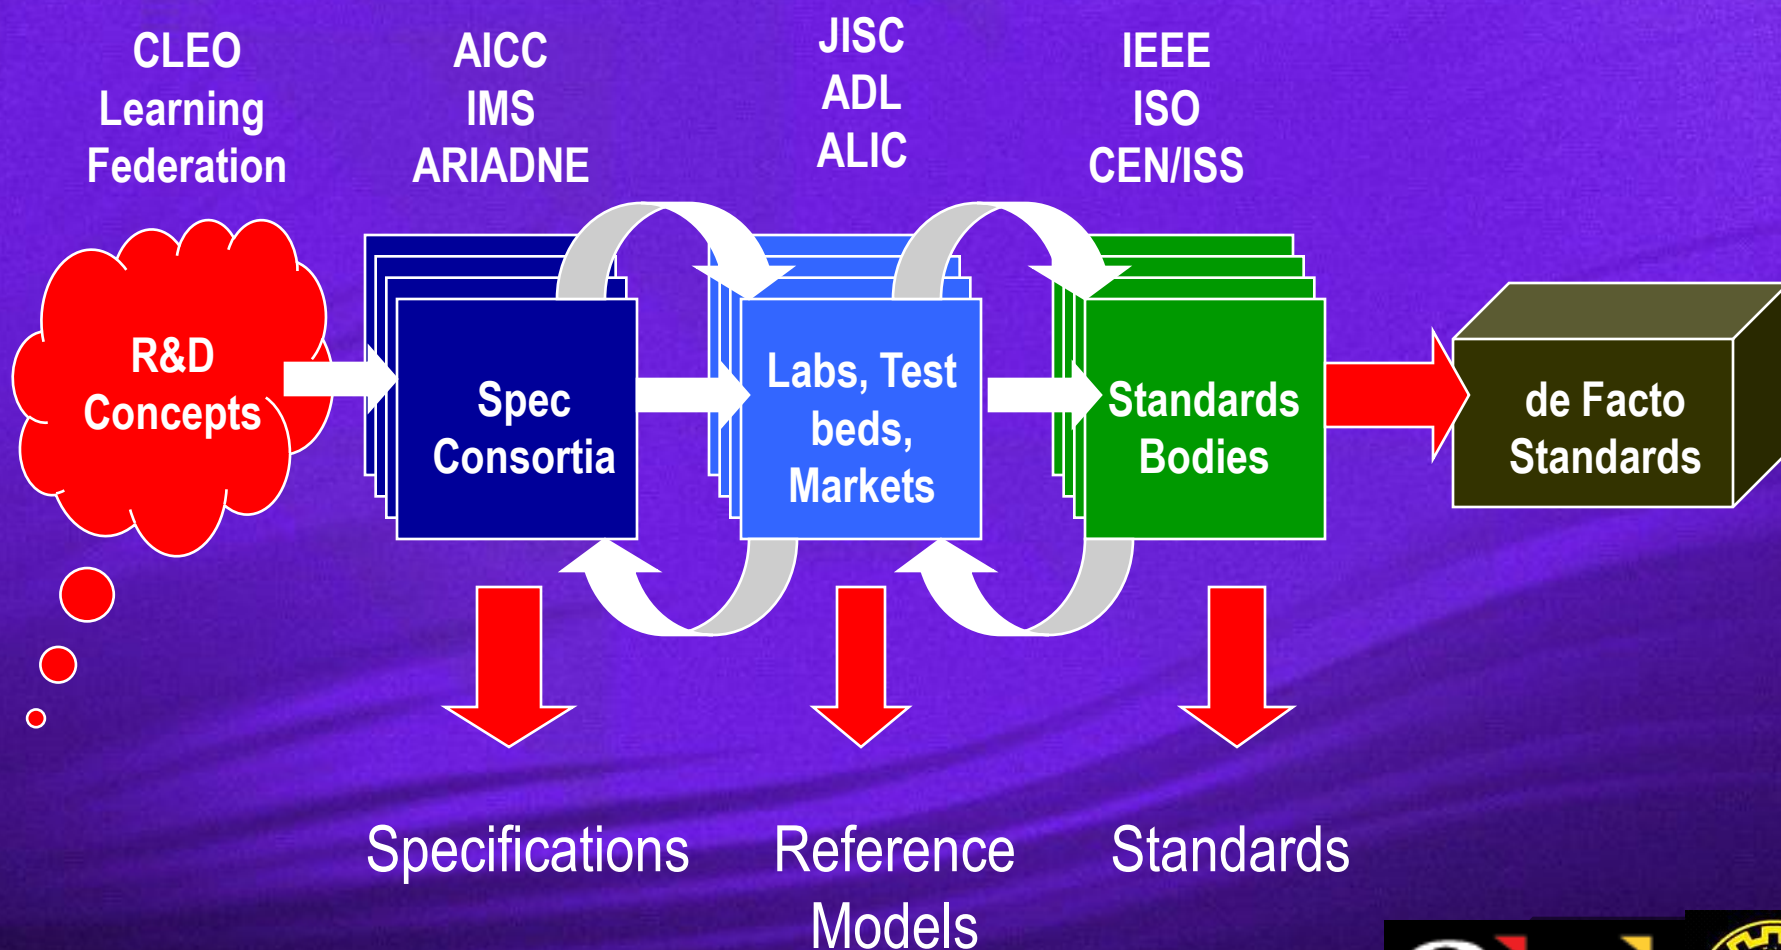 CLEO
Learning
Federation
AICC
IMS
ARIADNE
JISC
ADL
ALIC
IEEE
ISO
CEN/ISS
R&D
Concepts
Spec
Consortia
Labs, Test
beds,
Markets
Standards
Bodies
de Facto
Standards
Specifications
Reference
Models
Standards